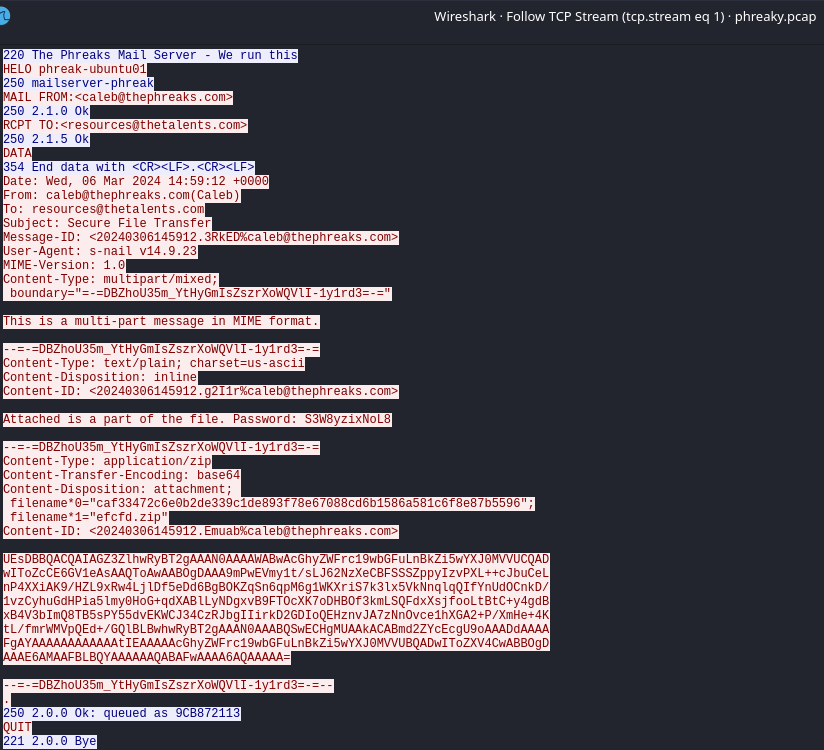 Wireshark · Follow TCP Stream (tcp.stream eq 1) · phreaky.pcap
220 The Phreaks Mail Server - We run this
HELO phreak-ubuntu01
250 mailserver-phreak
MAIL FROM:<caleb@thephreaks.com>
250 2.1.0 Ok
RCPT TO:<resources@thetalents.com>
250 2.1.5 Ok
DATA
354 End data with <CR><LF>.<CR><LF>
Date: Wed, 06 Mar 2024 14:59:12 +0000
From: caleb@thephreaks.com(Caleb)
To: resources@thetalents.com
Subject: Secure File Transfer
Message-ID: <20240306145912.3RkED%caleb@thephreaks.com>
User-Agent: s-nail v14.9.23
MIME-Version: 1.0
Content-Type: multipart/mixed;
 boundary="=-=DBZhoU35m_YtHyGmIsZszrXoWQVlI-1y1rd3=-="
This is a multi-part message in MIME format.
--=-=DBZhoU35m_YtHyGmIsZszrXoWQVlI-1y1rd3=-=
Content-Type: text/plain; charset=us-ascii
Content-Disposition: inline
Content-ID: <20240306145912.g2I1r%caleb@thephreaks.com>
Attached is a part of the file. Password: S3W8yzixNoL8
--=-=DBZhoU35m_YtHyGmIsZszrXoWQVlI-1y1rd3=-=
Content-Type: application/zip
Content-Transfer-Encoding: base64
Content-Disposition: attachment;
 filename*0="caf33472c6e0b2de339c1de893f78e67088cd6b1586a581c6f8e87b5596";
 filename*1="efcfd.zip"
Content-ID: <20240306145912.Emuab%caleb@thephreaks.com>
UEsDBBQACQAIAGZ3ZlhwRyBT2gAAAN0AAAAWABwAcGhyZWFrc19wbGFuLnBkZi5wYXJ0MVVUCQAD
wIToZcCE6GV1eAsAAQToAwAABOgDAAA9mPwEVmy1t/sLJ62NzXeCBFSSSZppyIzvPXL++cJbuCeL
nP4XXiAK9/HZL9xRw4LjlDf5eDd6BgBOKZqSn6qpM6g1WKXriS7k3lx5VkNnqlqQIfYnUdOCnkD/
1vzCyhuGdHPia5lmy0HoG+qdXABlLyNDgxvB9FTOcXK7oDHBOf3kmLSQFdxXsjfooLtBtC+y4gdB
xB4V3bImQ8TB5sPY55dvEKWCJ34CzRJbgIIirkD2GDIoQEHznvJA7zNnOvce1hXGA2+P/XmHe+4K
tL/fmrWMVpQEd+/GQlBLBwhwRyBT2gAAAN0AAABQSwECHgMUAAkACABmd2ZYcEcgU9oAAADdAAAA
FgAYAAAAAAAAAAAAtIEAAAAAcGhyZWFrc19wbGFuLnBkZi5wYXJ0MVVUBQADwIToZXV4CwABBOgD
AAAE6AMAAFBLBQYAAAAAAQABAFwAAAA6AQAAAAA=
--=-=DBZhoU35m_YtHyGmIsZszrXoWQVlI-1y1rd3=-=--
.
250 2.0.0 Ok: queued as 9CB872113
QUIT
221 2.0.0 Bye